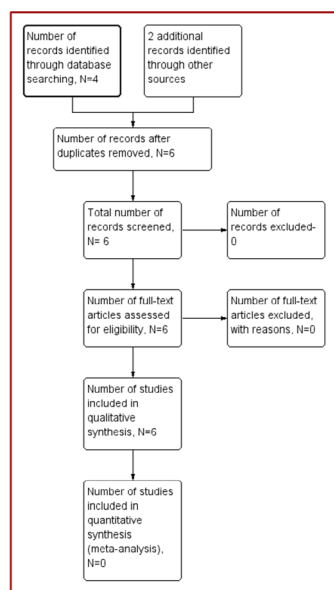 Number of
records identified
through database
searching, N=4
2 additional
records identified
through other
sources
Number of records after
duplicates removed, N=6
Total number of
records screened,
N= 6
Number of
records excluded-
0
Number of full-text
articles assessed
for eligibility, N=6
Number of full-text
articles excluded,
with reasons, N=0
Number of studies
included in
qualitative
synthesis, N=6
Number of studies
included in
quantitative
synthesis
(meta-analysis),
N=0